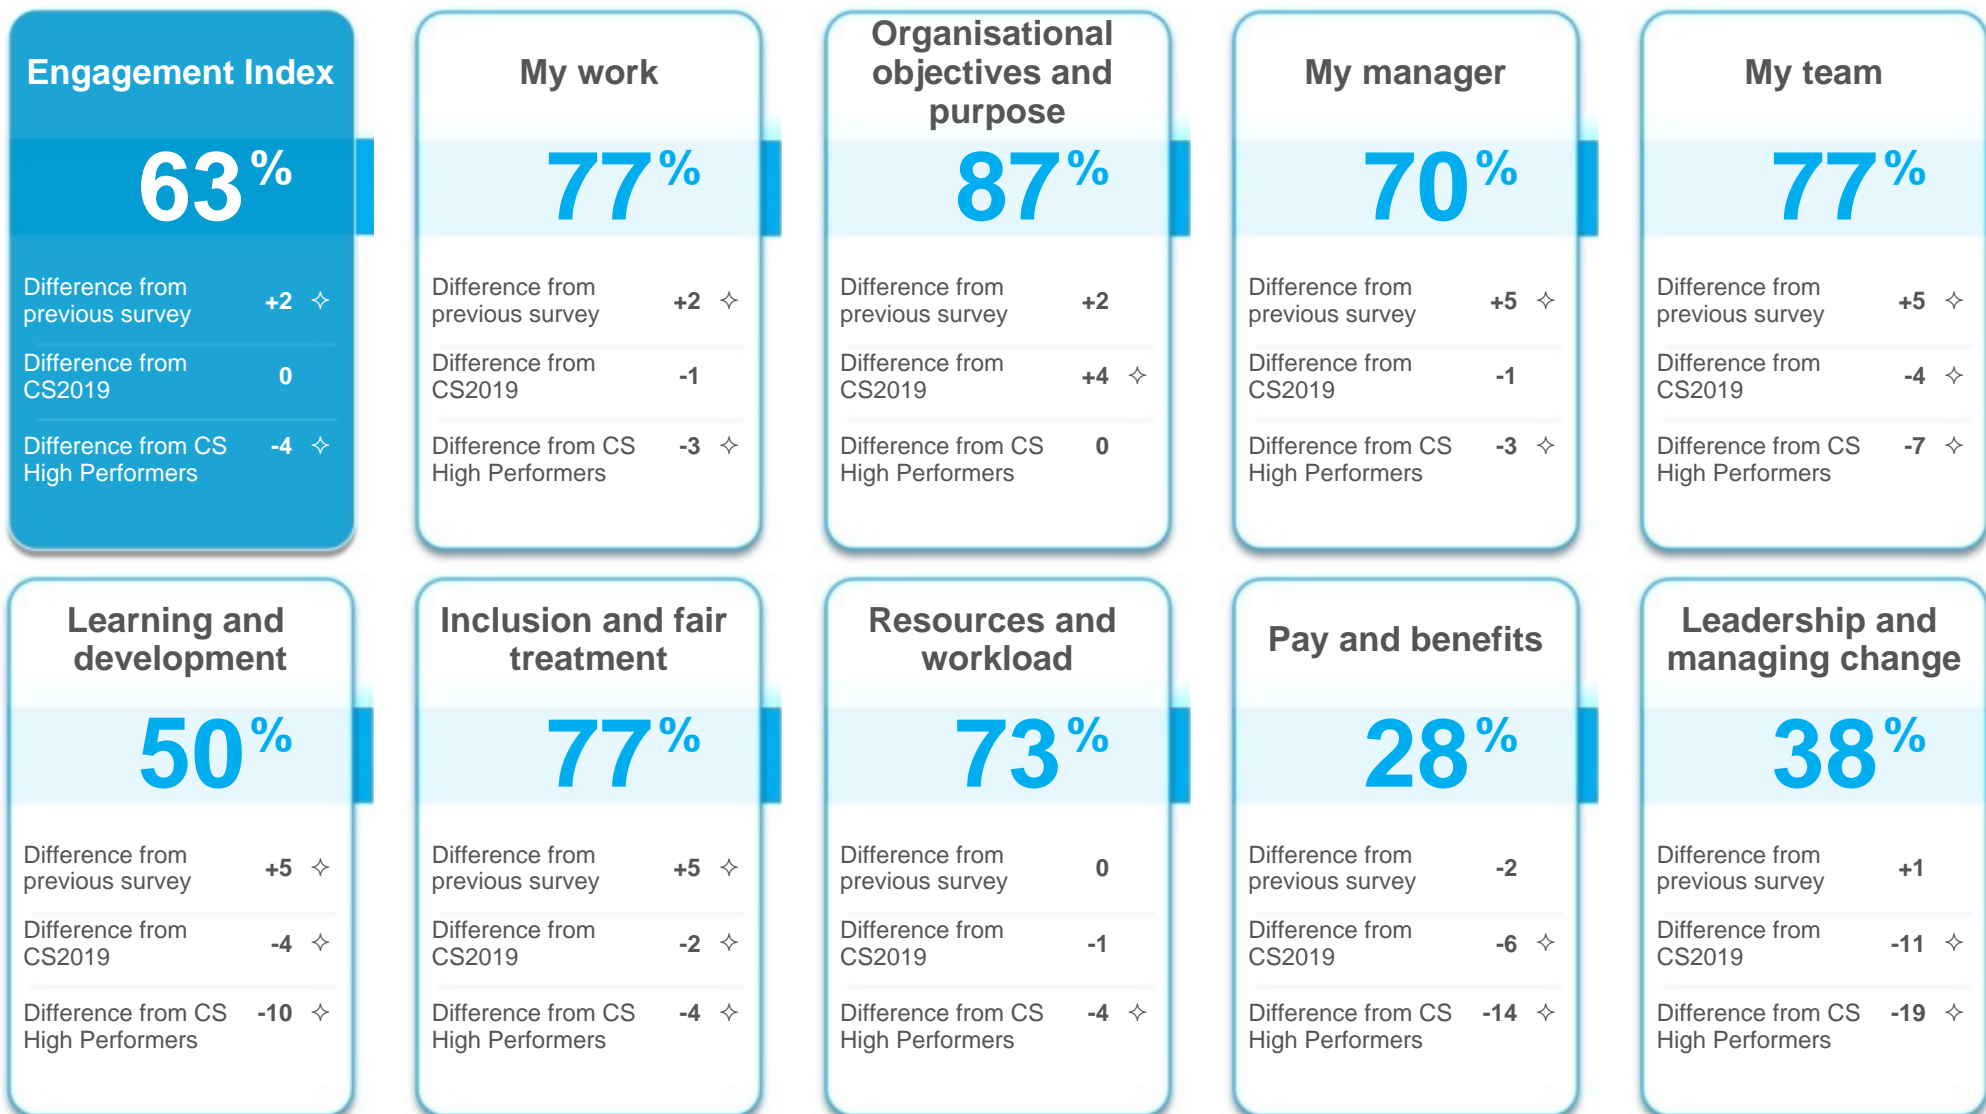 Engagement Index
63%
Difference from
previous survey +2 ✧
Difference from
CS2019 0
Difference from CS
High Performers -4 ✧
My work
77%
Difference from
previous survey +2 ✧
Difference from
CS2019 -1
Difference from CS
High Performers -3 ✧
Organisational
objectives and
purpose
87%
Difference from
previous survey +2
Difference from
CS2019 +4 ✧
Difference from CS
High Performers 0
My manager
70%
Difference from
previous survey +5 ✧
Difference from
CS2019 -1
Difference from CS
High Performers -3 ✧
My team
77%
Difference from
previous survey +5 ✧
Difference from
CS2019 -4 ✧
Difference from CS
High Performers -7 ✧
Learning and
development
50%
Difference from
previous survey +5 ✧
Difference from
CS2019 -4 ✧
Difference from CS
High Performers -10 ✧
Inclusion and fair
treatment
77%
Difference from
previous survey +5 ✧
Difference from
CS2019 -2 ✧
Difference from CS
High Performers -4 ✧
Resources and
workload
73%
Difference from
previous survey 0
Difference from
CS2019 -1
Difference from CS
High Performers -4 ✧
Pay and benefits
28%
Difference from
previous survey -2
Difference from
CS2019 -6 ✧
Difference from CS
High Performers -14 ✧
Leadership and
managing change
38%
Difference from
previous survey +1
Difference from
CS2019 -11 ✧
Difference from CS
High Performers -19 ✧